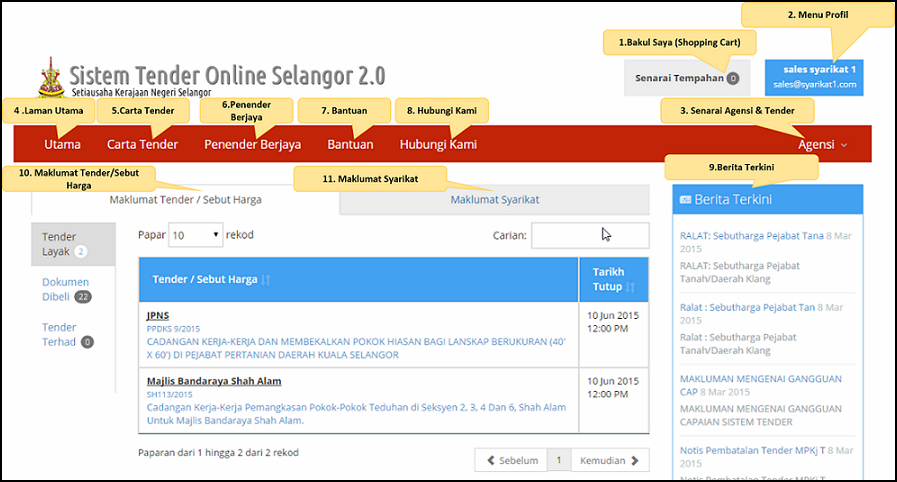 2. Menu Profil
1.Bakul Saya (Shopping Cart)
Sistem Tender Online Selangor 2.0
Setiausaha Kerajaan Negeri Selangor
Senarai Tempahan 0
sales syarikat 1
sales@syarikat1.com
4 .Laman Utama
5.Carta Tender
6.Penender
Berjaya
7. Bantuan
8. Hubungi Kami
3. Senarai Agensi & Tender
Utama
Carta Tender
Penender Berjaya
Bantuan
Hubungi Kami
Agensi
10. Maklumat Tender/Sebut
Harga
11. Maklumat Syarikat
9.Berita Terkini
Maklumat Tender / Sebut Harga
Maklumat Syarikat
Berita Terkini
Tender
Layak 2
Dokumen
Dibeli 22
Tender
Terhad 0
Papar 10 rekod
Carian:
Tender / Sebut Harga
Tarikh
Tutup
JPNS
PPDKS 9/2015
CADANGAN KERJA-KERJA DAN MEMBEKALKAN POKOK HIASAN BAGI LANSKAP BERUKURAN (40'
X 60') DI PEJABAT PERTANIAN DAERAH KUALA SELANGOR
10 Jun 2015
12:00 PM
Majlis Bandaraya Shah Alam
SH113/2015
Cadangan Kerja-Kerja Pemangkasan Pokok-Pokok Teduhan di Seksyen 2, 3, 4 Dan 6, Shah Alam
Untuk Majlis Bandaraya Shah Alam.
10 Jun 2015
12:00 PM
Paparan dari 1 hingga 2 dari 2 rekod
Sebelum 1 Kemudian
RALAT: Sebutharga Pejabat Tana 8 Mar
2015
RALAT: Sebutharga Pejabat
Tanah/Daerah Klang
Ralat : Sebutharga Pejabat Tan 8 Mar
2015
Ralat : Sebutharga Pejabat
Tanah/Daerah Klang
MAKLUMAN MENGENAI GANGGUAN
CAP 8 Mar 2015
MAKLUMAN MENGENAI GANGGUAN
CAPAIAN SISTEM TENDER
Notis Pembatalan Tender MPKj T 8 Mar
2015
Notis Pembatalan Tender MPKj T